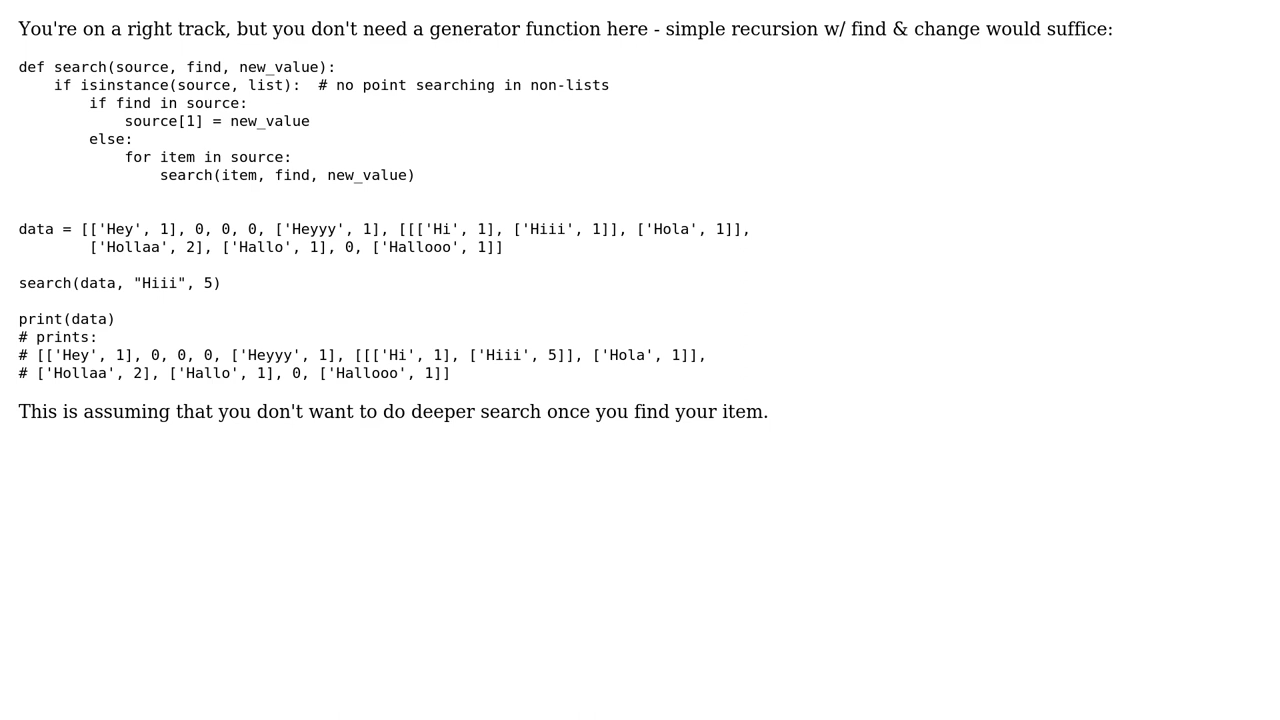 You're on a right track, but you don't need a generator function here - simple recursion w/ find & change would suffice:
def search(source, find, new_value):
    if isinstance(source, list):  # no point searching in non-lists
        if find in source:
            source[1] = new_value
        else:
            for item in source:
                search(item, find, new_value)
data = [['Hey', 1], 0, 0, 0, ['Heyyy', 1], [[['Hi', 1], ['Hiii', 1]], ['Hola', 1]],
        ['Hollaa', 2], ['Hallo', 1], 0, ['Hallooo', 1]]
search(data, "Hiii", 5)
print(data)
# prints:
# [['Hey', 1], 0, 0, 0, ['Heyyy', 1], [[['Hi', 1], ['Hiii', 5]], ['Hola', 1]],
# ['Hollaa', 2], ['Hallo', 1], 0, ['Hallooo', 1]]
This is assuming that you don't want to do deeper search once you find your item.